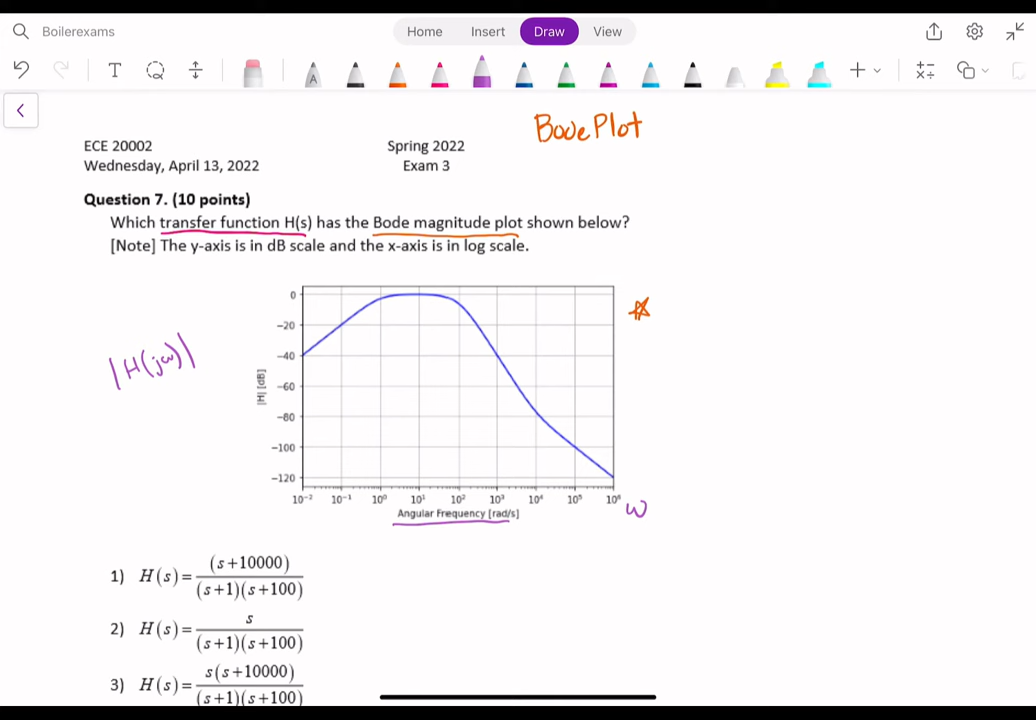 Boilerexams
Home Insert Draw View
T
A
Bode Plot
ECE 20002 Spring 2022
Wednesday, April 13, 2022 Exam 3
Question 7. (10 points)
Which transfer function H(s) has the Bode magnitude plot shown below?
[Note] The y-axis is in dB scale and the x-axis is in log scale.
|H(jω)|
|H| [dB]
0
−20
−40
−60
−80
−100
−120
10⁻² 10⁻¹ 10⁰ 10¹ 10² 10³ 10⁴ 10⁵ 10⁶
Angular Frequency [rad/s]
ω
1) H(s)= (s+10000) / (s+1)(s+100)
2) H(s)= s / (s+1)(s+100)
3) H(s)= s(s+10000) / (s+1)(s+100)